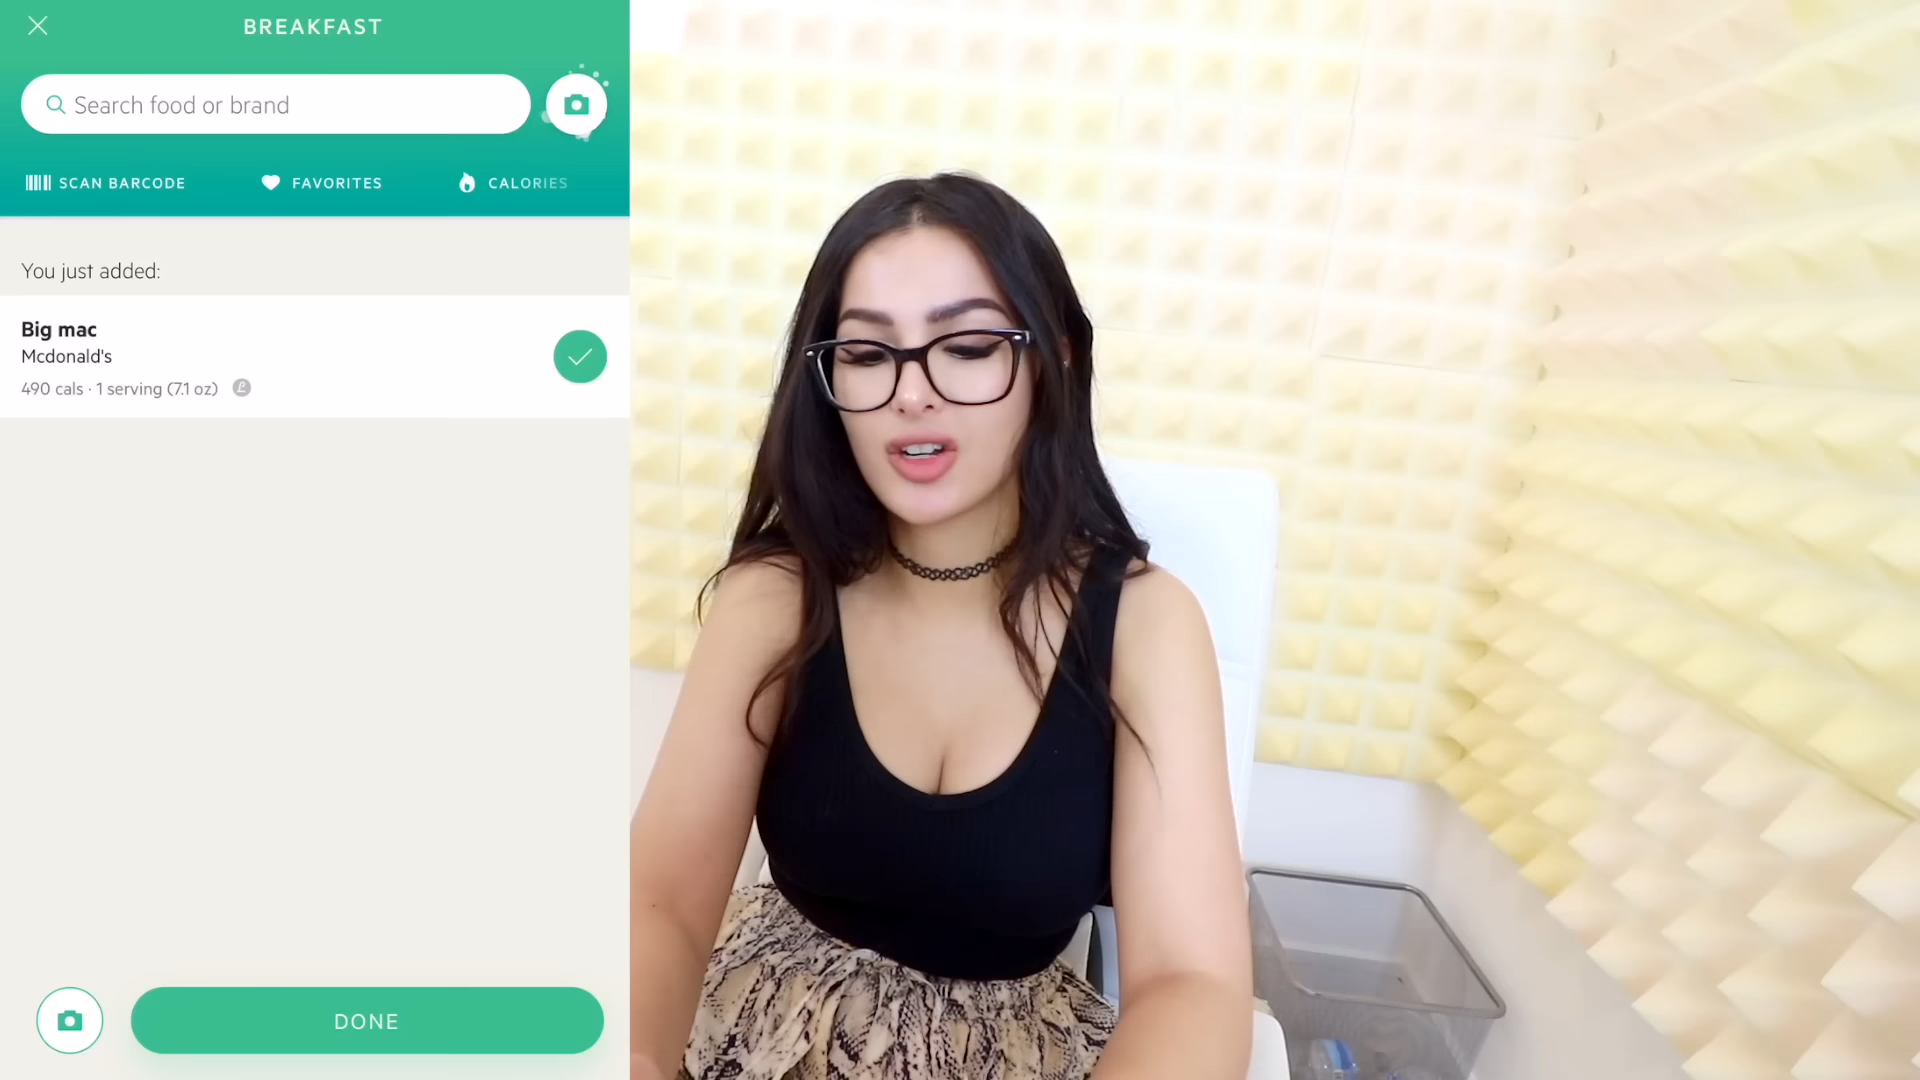 BREAKFAST
Search food or brand
SCAN BARCODE
FAVORITES
CALORIES
You just added:
Big mac
Mcdonald's
490 cals · 1 serving (7.1 oz)
DONE